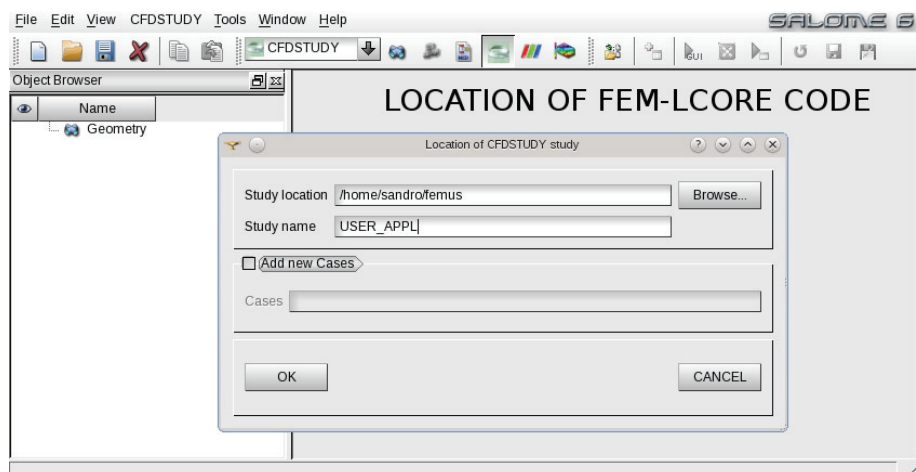 File Edit View CFDSTUDY Tools Window Help
SALOME 6
CFDSTUDY
GUI
Object Browser
Name
Geometry
LOCATION OF FEM-LCORE CODE
Location of CFDSTUDY study
Study location /home/sandro/femus Browse...
Study name USER_APPL
Add new Cases
Cases
OK CANCEL